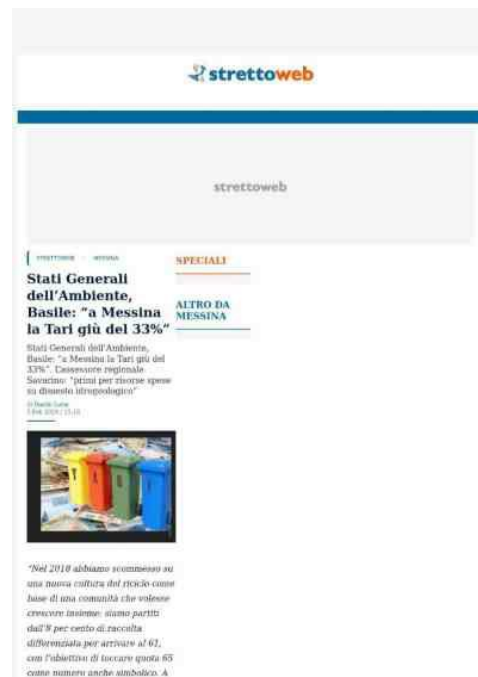 strettoweb
strettoweb
STRETTOWEB MESSINA
Stati Generali
dell'Ambiente,
Basile: "a Messina
la Tari giù del 33%"
Stati Generali dell'Ambiente,
Basile: "a Messina la Tari giù del
33%". L'assessore regionale
Savarino: "primi per risorse spese
su dissesto idrogeologico"
di
SPECIALI
ALTRO DA
MESSINA
"Nel 2018 abbiamo scommesso su
una nuova cultura del riciclo come
base di una comunità che volesse
crescere insieme: siamo partiti
dall'8 per cento di raccolta
differenziata per arrivare al 61,
con l'obiettivo di toccare quota 65
come numero anche simbolico. A